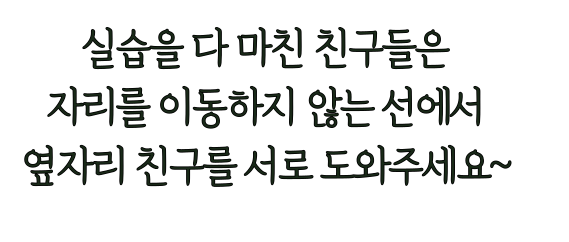 실습을 다 마친 친구들은
자리를 이동하지 않는 선에서
옆자리 친구를 서로 도와주세요~